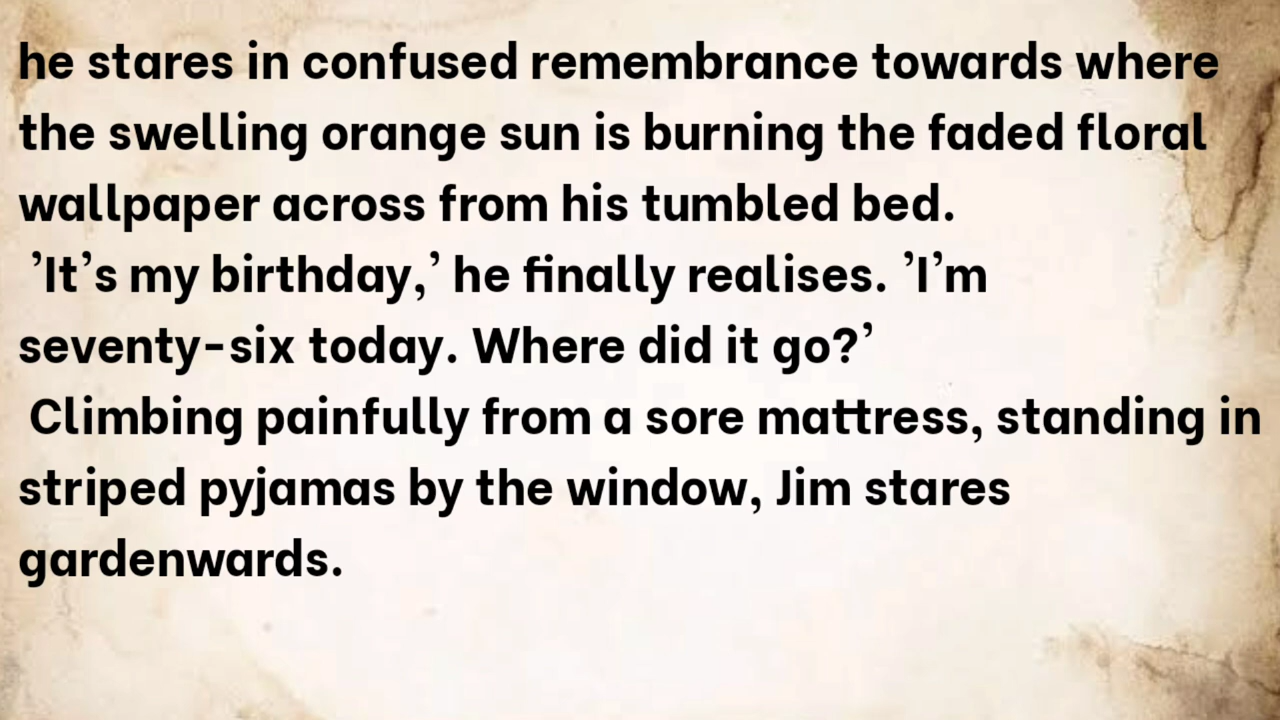 he stares in confused remembrance towards where
the swelling orange sun is burning the faded floral
wallpaper across from his tumbled bed.
’It’s my birthday,’ he finally realises. ’I’m
seventy-six today. Where did it go?’
Climbing painfully from a sore mattress, standing in
striped pyjamas by the window, Jim stares
gardenwards.